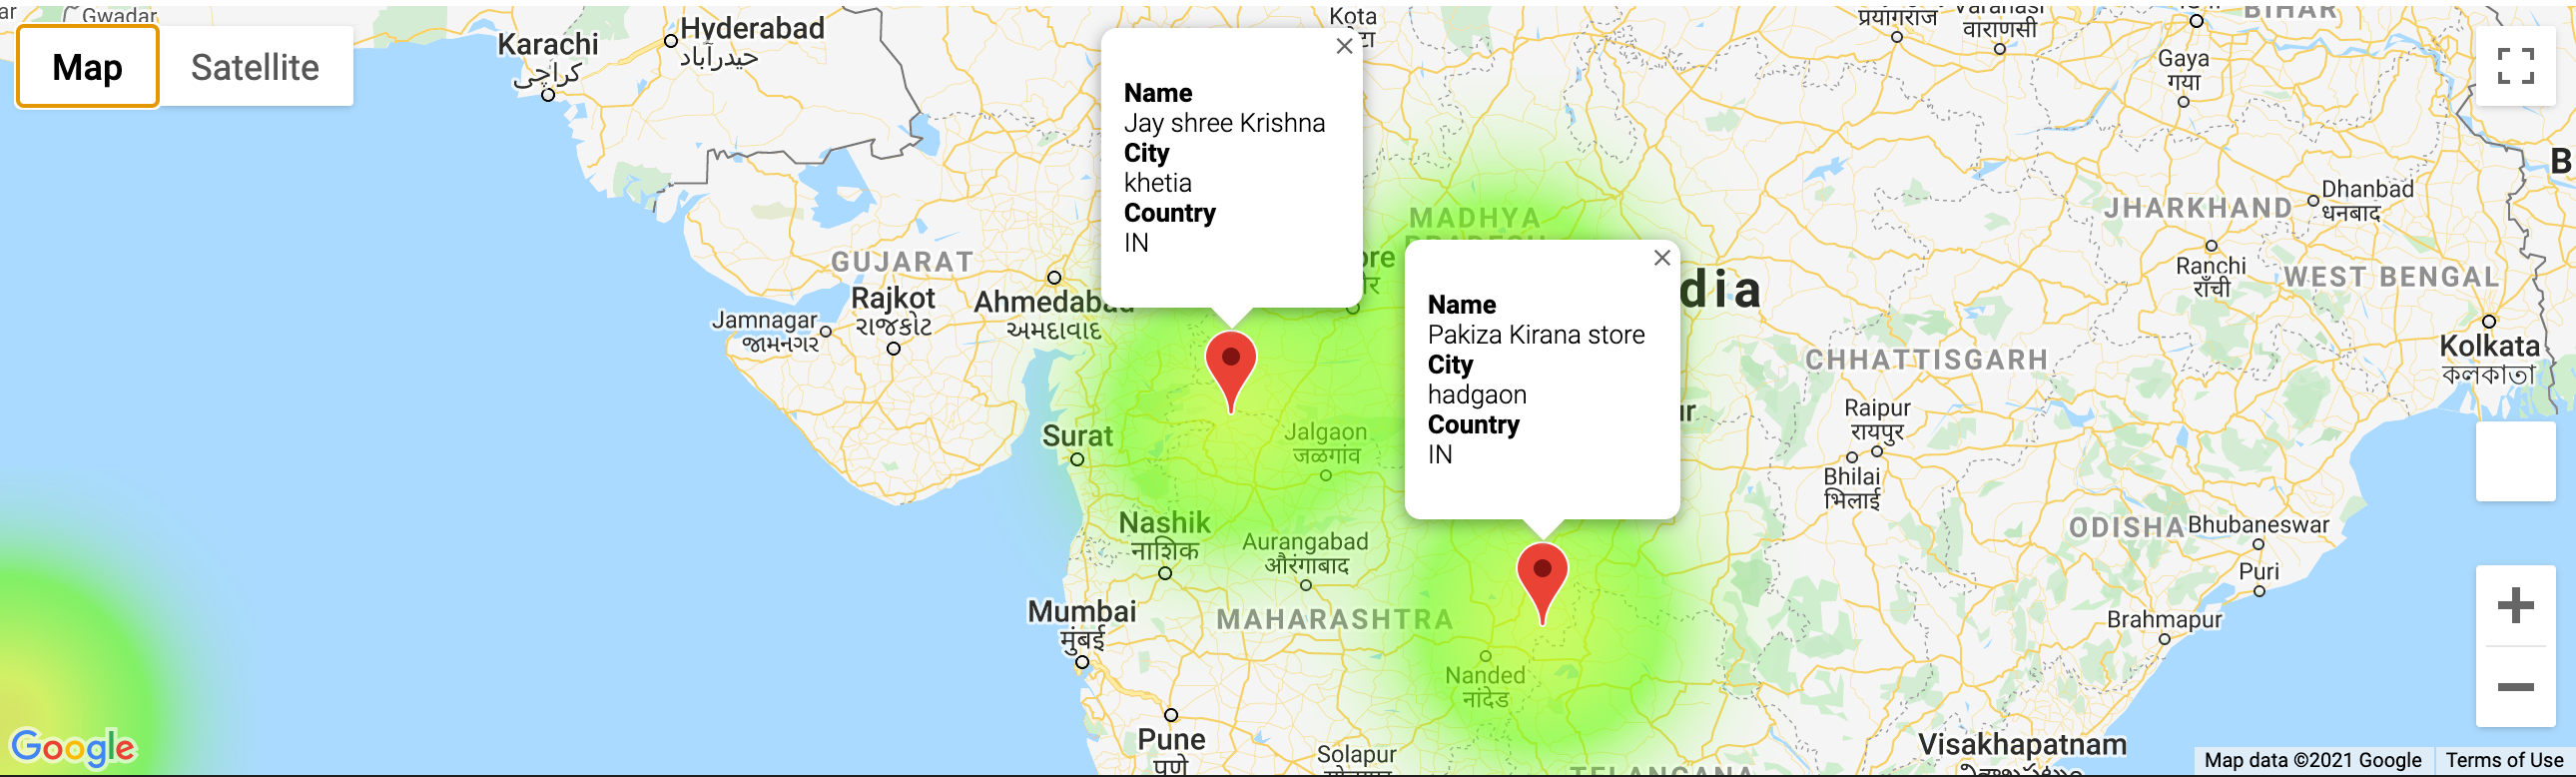 Gwadar
Map
Satellite
Karachi
کراچی
Hyderabad
حیدرآباد
Kota
Name
Jay shree Krishna
City
khetia
Country
IN
प्रयागराज
वाराणसी
BIHAR
Gaya
गया
MADHYA
Dhanbad
धनबाद
JHARKHAND
Ranchi
राँची
WEST BENGAL
GUJARAT
Rajkot
રાજકોટ
Ahmedabad
અમદાવાદ
Jamnagar
જામનગર
Name
Pakiza Kirana store
City
hadgaon
Country
IN
dia
Kolkata
কলকাতা
CHHATTISGARH
Raipur
रायपुर
Bhilai
भिलाई
Surat
Jalgaon
जळगांव
Nashik
नाशिक
Aurangabad
औरंगाबाद
ODISHA
Bhubaneswar
Puri
Brahmapur
Mumbai
मुंबई
MAHARASHTRA
Nanded
नांदेड
Pune
पुणे
Solapur
TELANGANA
Visakhapatnam
Google
Map data ©2021 Google
Terms of Use